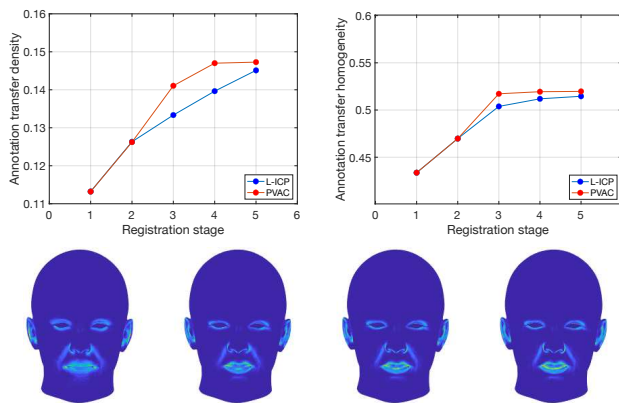 Annotation transfer density
0.16
0.15
0.14
0.13
0.12
0.11
0
1
2
3
4
5
6
Registration stage
L-ICP
PVAC
Annotation transfer homogeneity
0.6
0.55
0.5
0.45
0
1
2
3
4
5
Registration stage
L-ICP
PVAC